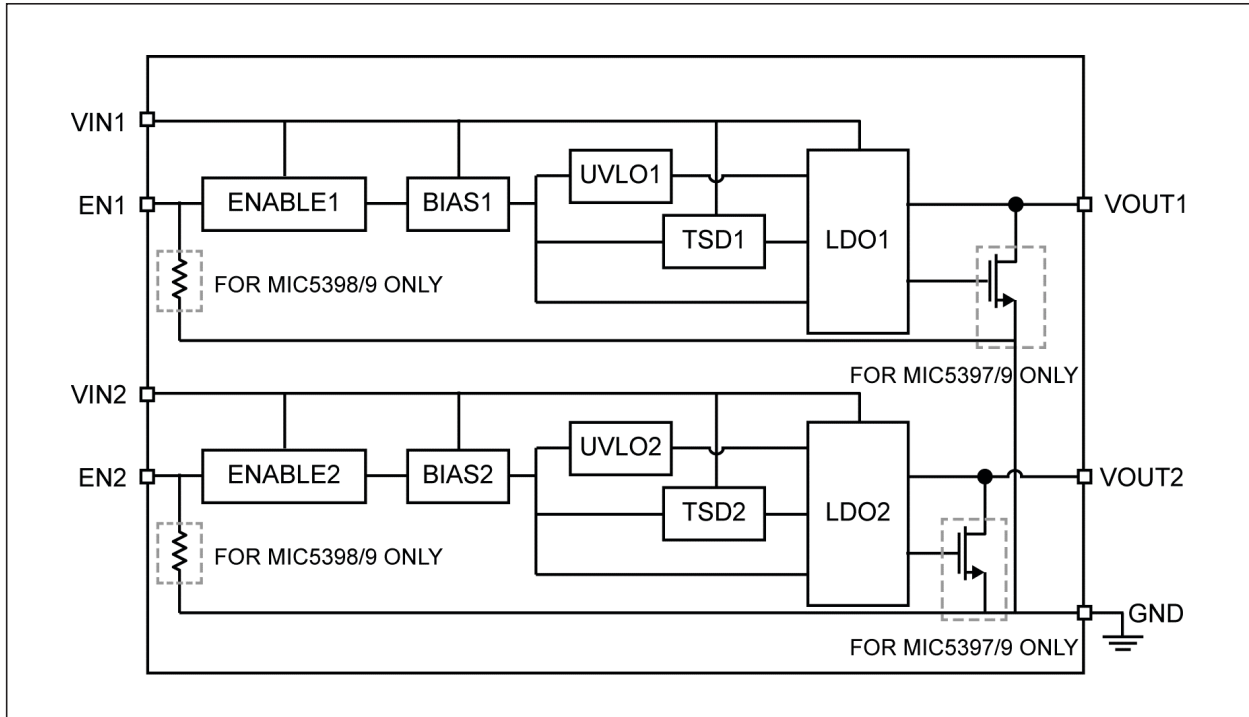 VIN1
UVLO1
EN1
ENABLE1
BIAS1
VOUT1
TSD1
LDO1
FOR MIC5398/9 ONLY
FOR MIC5397/9 ONLY
VIN2
UVLO2
EN2
ENABLE2
BIAS2
VOUT2
TSD2
LDO2
FOR MIC5398/9 ONLY
GND
FOR MIC5397/9 ONLY